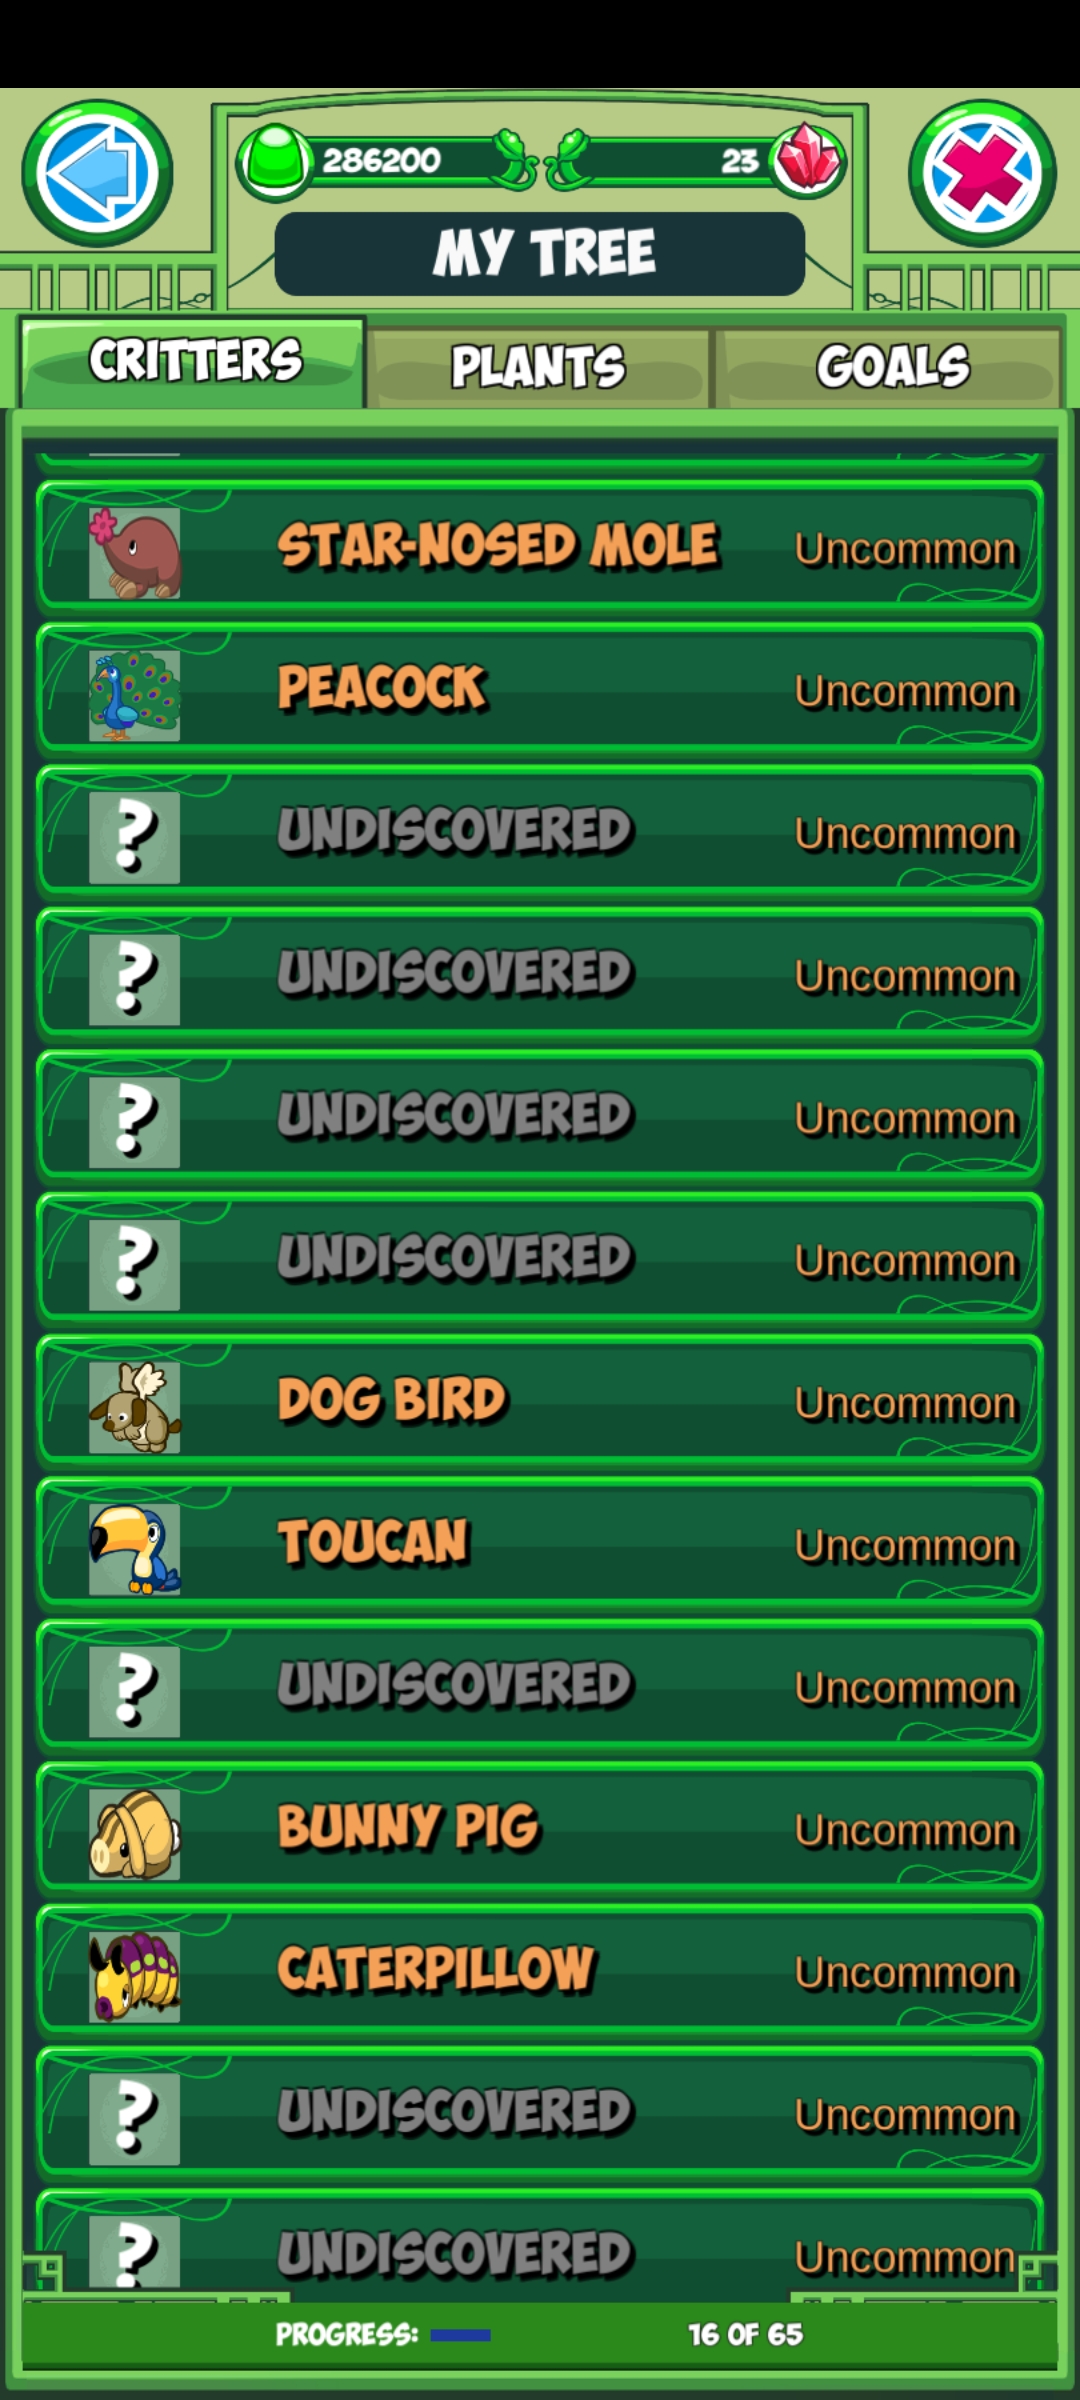 286200
23
MY TREE
CRITTERS
PLANTS
GOALS
STAR-NOSED MOLE Uncommon
PEACOCK Uncommon
? UNDISCOVERED Uncommon
? UNDISCOVERED Uncommon
? UNDISCOVERED Uncommon
? UNDISCOVERED Uncommon
DOG BIRD Uncommon
TOUCAN Uncommon
? UNDISCOVERED Uncommon
BUNNY PIG Uncommon
CATERPILLOW Uncommon
? UNDISCOVERED Uncommon
? UNDISCOVERED Uncommon
PROGRESS: 16 OF 65